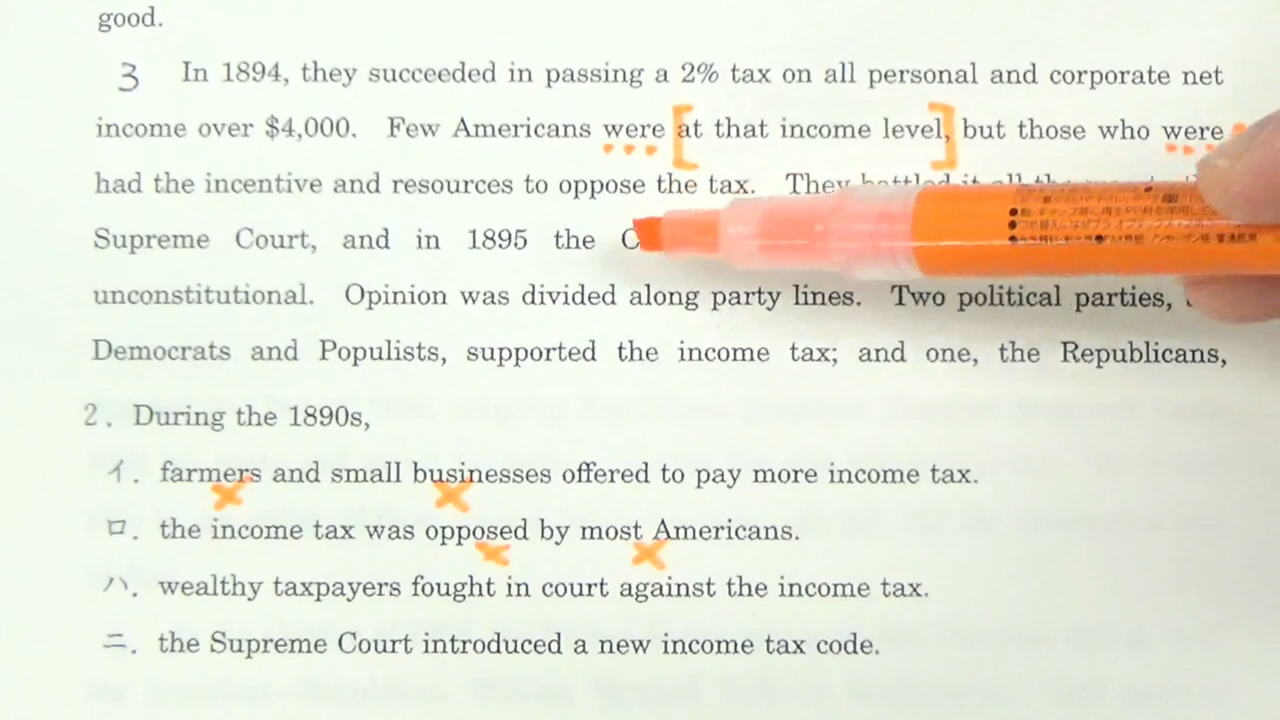 good.
3 In 1894, they succeeded in passing a 2% tax on all personal and corporate net
income over $4,000. Few Americans were [at that income level,] but those who were
had the incentive and resources to oppose the tax. They battled it all the
Supreme Court, and in 1895 the
unconstitutional. Opinion was divided along party lines. Two political parties,
Democrats and Populists, supported the income tax; and one, the Republicans,
2. During the 1890s,
イ. farmers and small businesses offered to pay more income tax.
ロ. the income tax was opposed by most Americans.
ハ. wealthy taxpayers fought in court against the income tax.
ニ. the Supreme Court introduced a new income tax code.